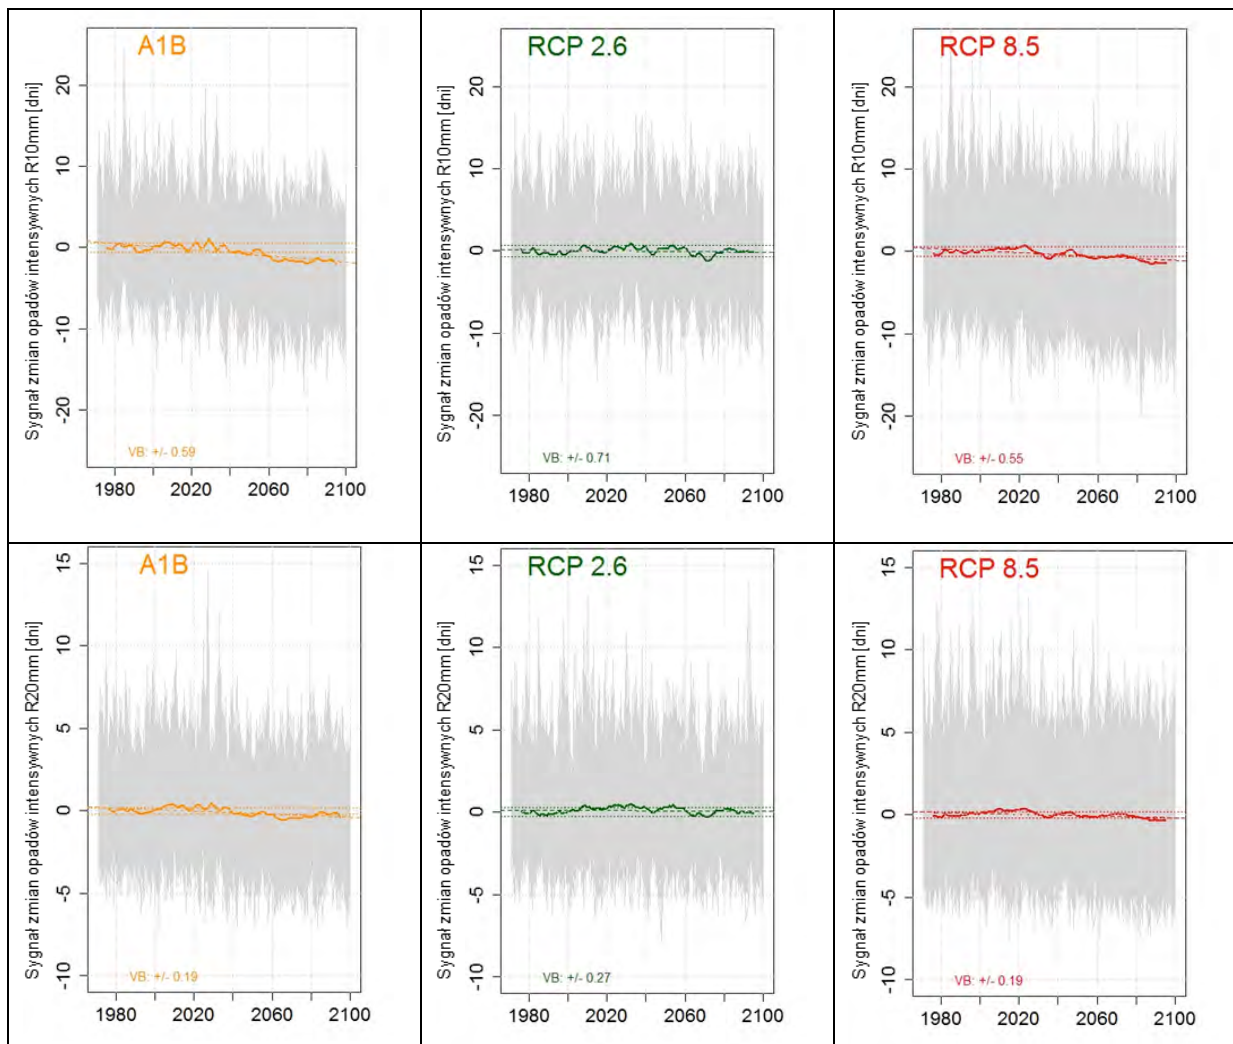 A1B
Sygnał zmian opadów intensywnych R10mm [dni]
20
10
0
-10
-20
VB: +/- 0.59
1980 2020 2060 2100
RCP 2.6
Sygnał zmian opadów intensywnych R10mm [dni]
20
10
0
-10
-20
VB: +/- 0.71
1980 2020 2060 2100
RCP 8.5
Sygnał zmian opadów intensywnych R10mm [dni]
20
10
0
-10
-20
VB: +/- 0.55
1980 2020 2060 2100
A1B
Sygnał zmian opadów intensywnych R20mm [dni]
15
10
5
0
-5
-10
VB: +/- 0.19
1980 2020 2060 2100
RCP 2.6
Sygnał zmian opadów intensywnych R20mm [dni]
15
10
5
0
-5
-10
VB: +/- 0.27
1980 2020 2060 2100
RCP 8.5
Sygnał zmian opadów intensywnych R20mm [dni]
15
10
5
0
-5
-10
VB: +/- 0.19
1980 2020 2060 2100